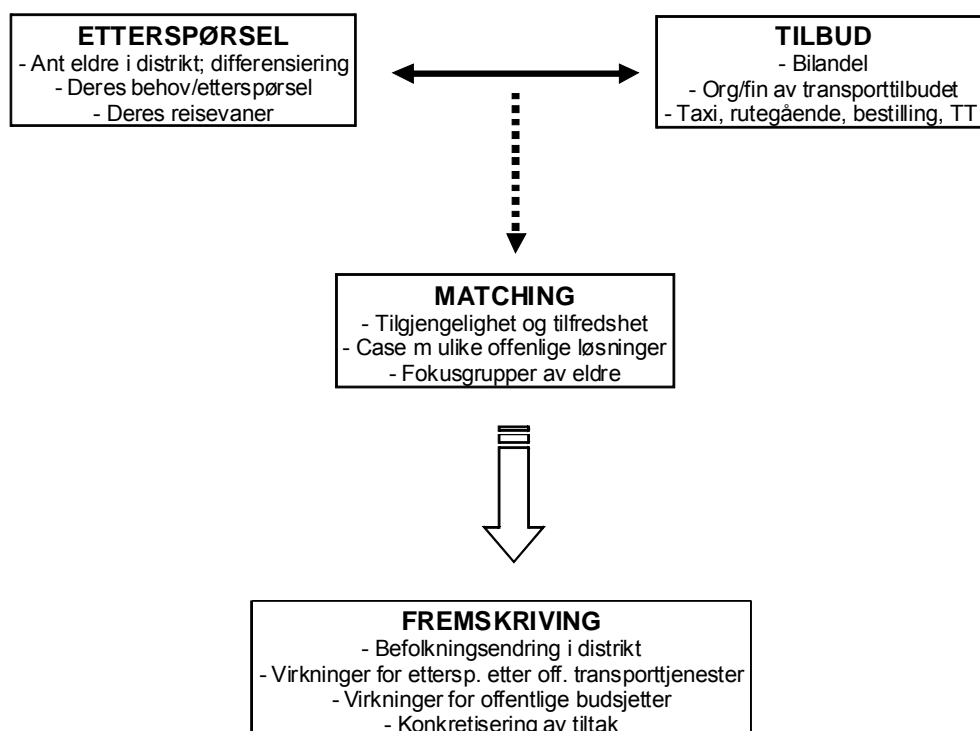 ETTERSPØRSEL
- Ant eldre i distrikt; differensiering
- Deres behov/etterspørsel
- Deres reisevaner
TILBUD
- Bilandel
- Org/fin av transporttilbudet
- Taxi, rutegående, bestilling, TT
MATCHING
- Tilgjengelighet og tilfredshet
- Case m ulike offenlige løsninger
- Fokusgrupper av eldre
FREMSKRIVING
- Befolkningsendring i distrikt
- Virkninger for ettersp. etter off. transporttjenester
- Virkninger for offentlige budsjetter
- Konkretisering av tiltak